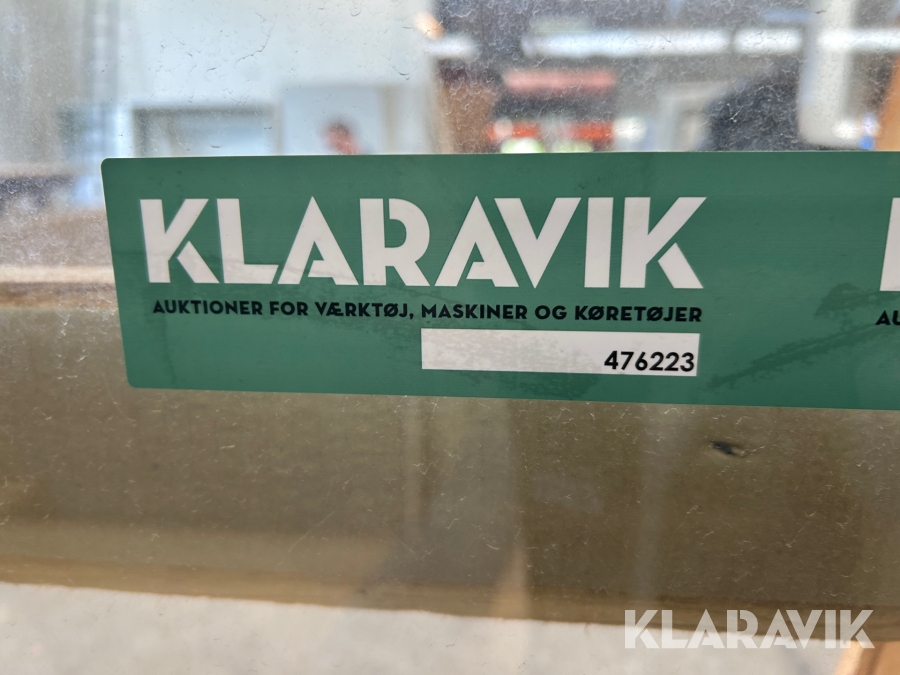 KLARAVIK
AUKTIONER FOR VÆRKTØJ, MASKINER OG KØRETØJER
476223
KLARAVIK